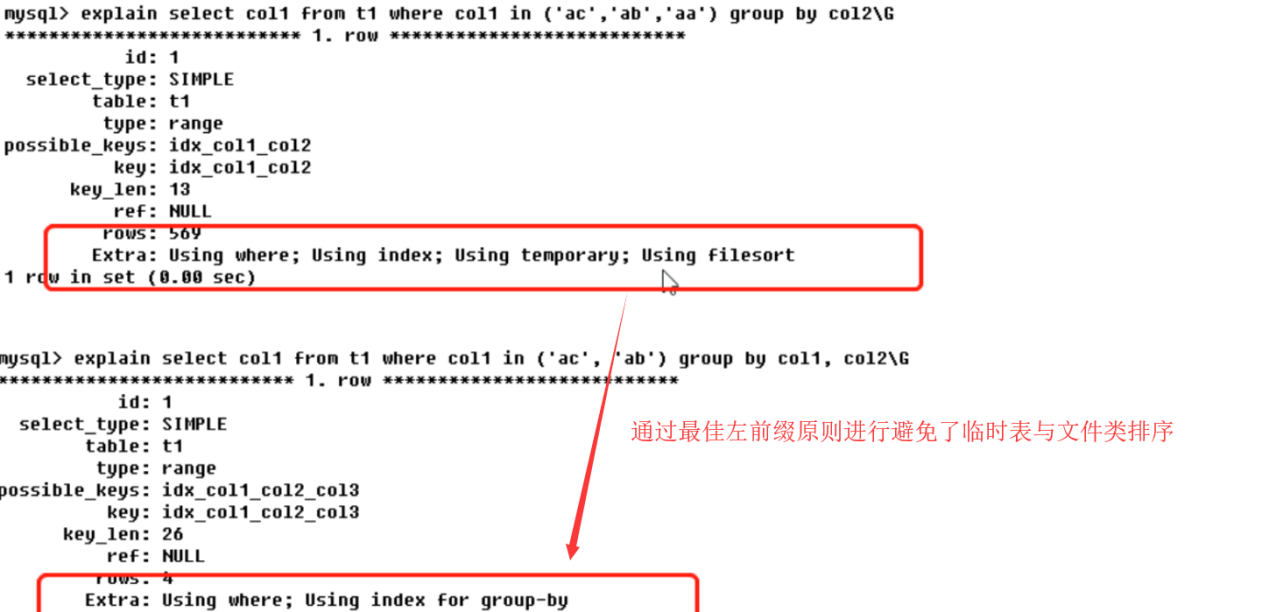 mysql> explain select col1 from t1 where col1 in ('ac','ab','aa') group by col2\G
*************************** 1. row ***************************
id: 1
select_type: SIMPLE
table: t1
type: range
possible_keys: idx_col1_col2
key: idx_col1_col2
key_len: 13
ref: NULL
rows: 569
Extra: Using where; Using index; Using temporary; Using filesort
1 row in set (0.00 sec)
mysql> explain select col1 from t1 where col1 in ('ac', 'ab') group by col1, col2\G
*************************** 1. row ***************************
id: 1
select_type: SIMPLE
通过最佳左前缀原则进行避免了临时表与文件类排序
table: t1
type: range
possible_keys: idx_col1_col2_col3
key: idx_col1_col2_col3
key_len: 26
ref: NULL
rows: 4
Extra: Using where; Using index for group-by